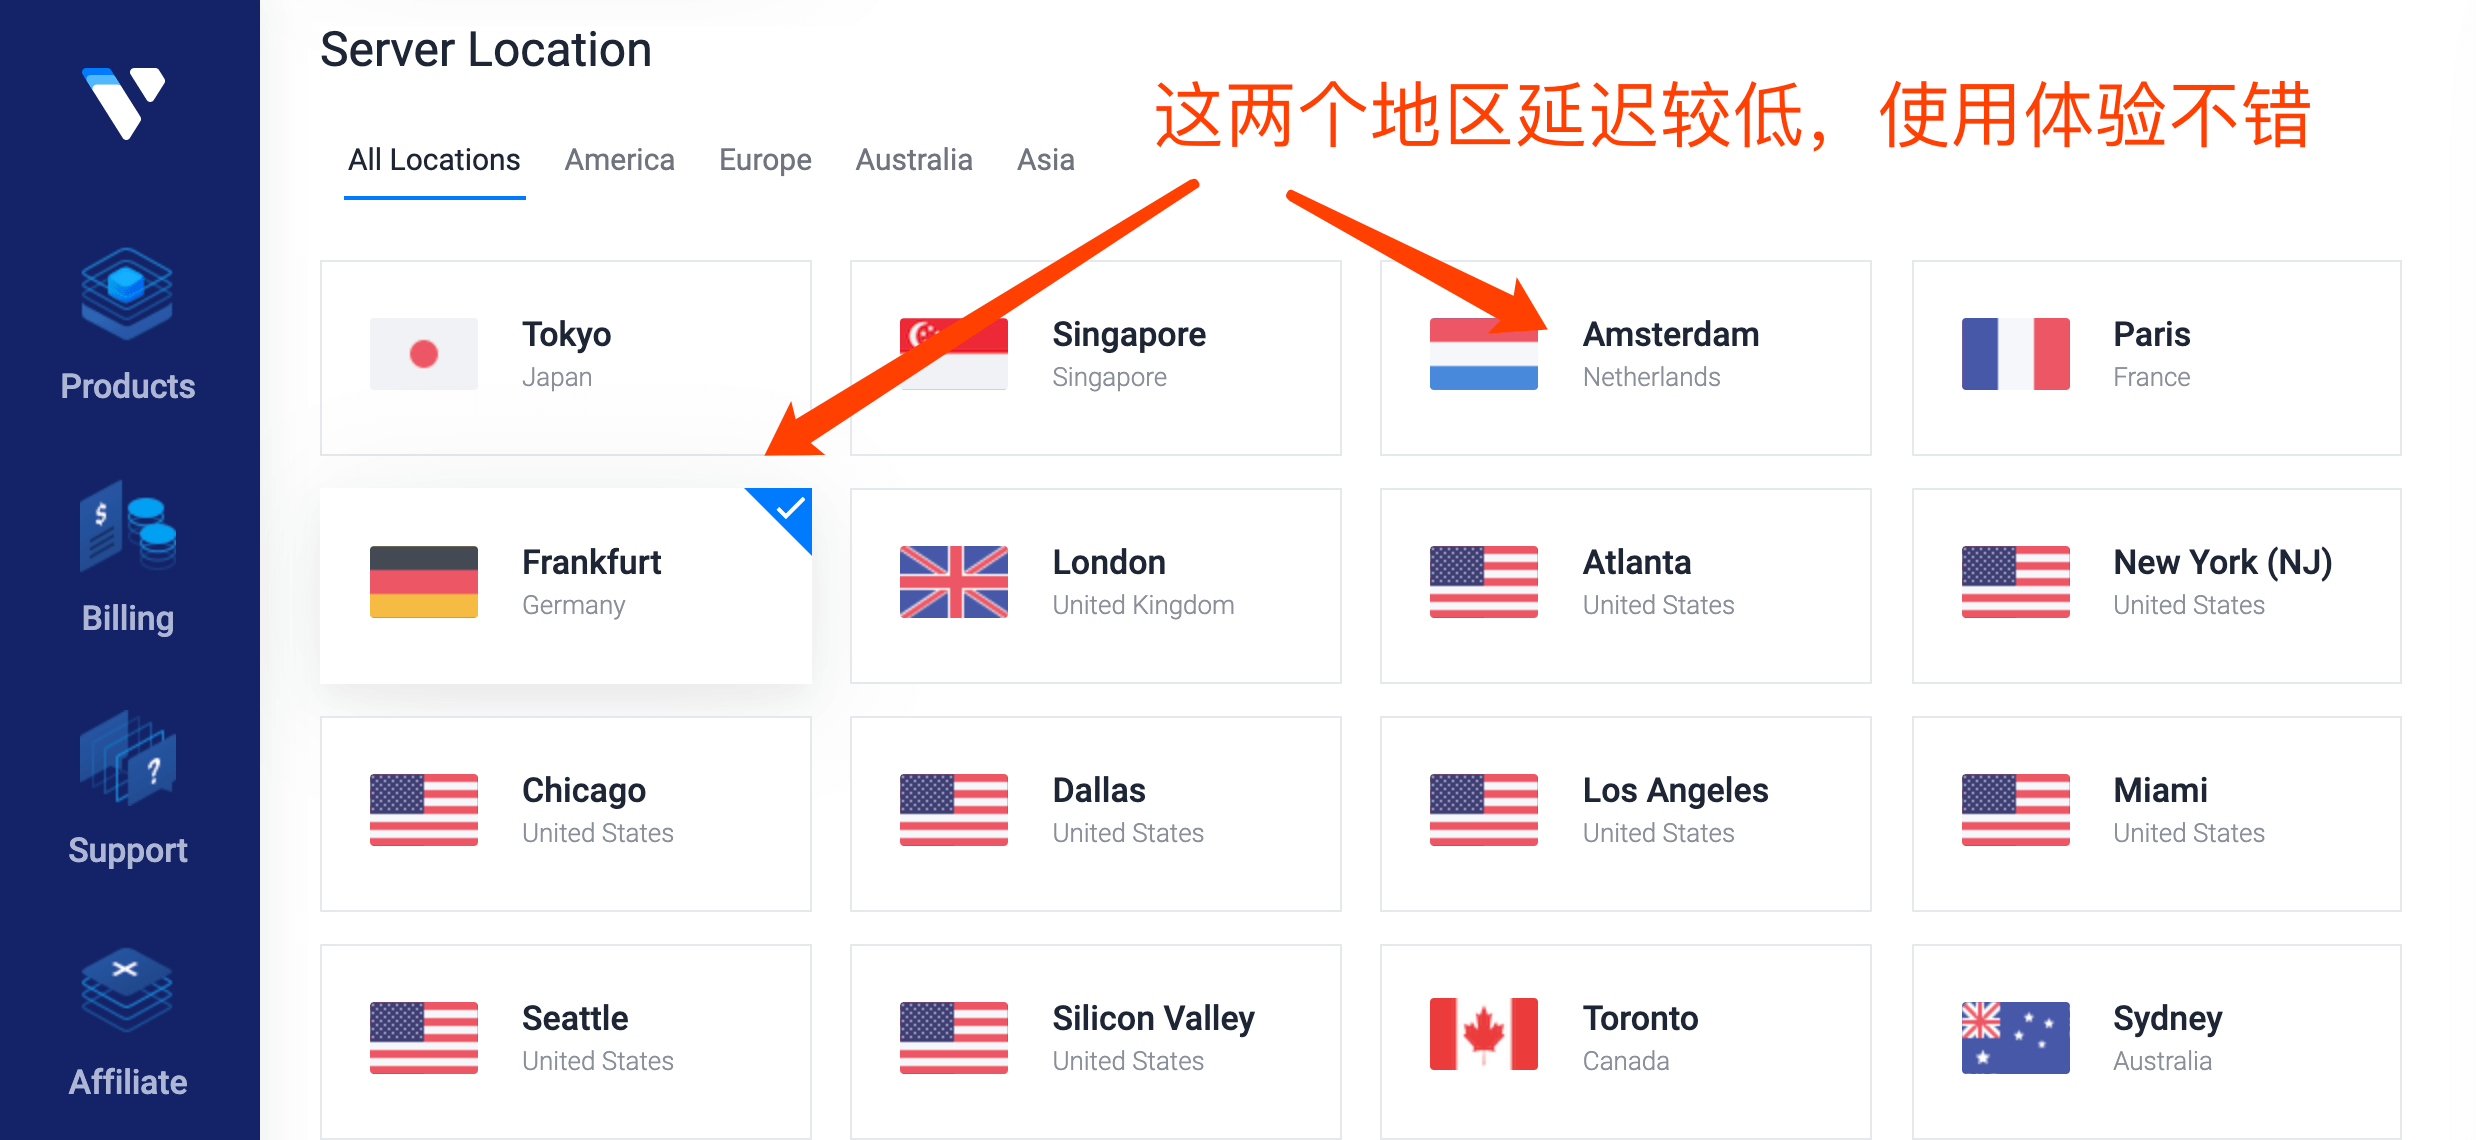 Server Location
这两个地区延迟较低，使用体验不错
All Locations America Europe Australia Asia
Products
Billing
$
Support
?
Affiliate
Tokyo
Japan
Singapore
Singapore
Amsterdam
Netherlands
Paris
France
Frankfurt
Germany
London
United Kingdom
Atlanta
United States
New York (NJ)
United States
Chicago
United States
Dallas
United States
Los Angeles
United States
Miami
United States
Seattle
United States
Silicon Valley
United States
Toronto
Canada
Sydney
Australia